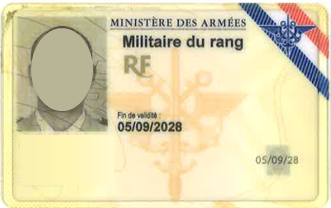 MINISTÈRE DES ARMÉES
Militaire du rang
RF
Fin de validité :
05/09/2028
05/09/28